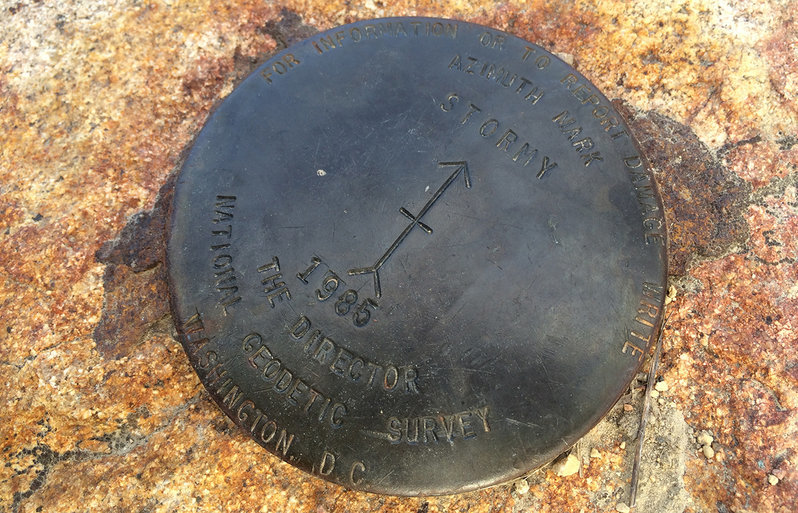 FOR INFORMATION OR TO REPORT DAMAGE WRITE
AZIMUTH MARK
STORMY
1985
THE DIRECTOR
NATIONAL GEODETIC SURVEY
WASHINGTON, D C